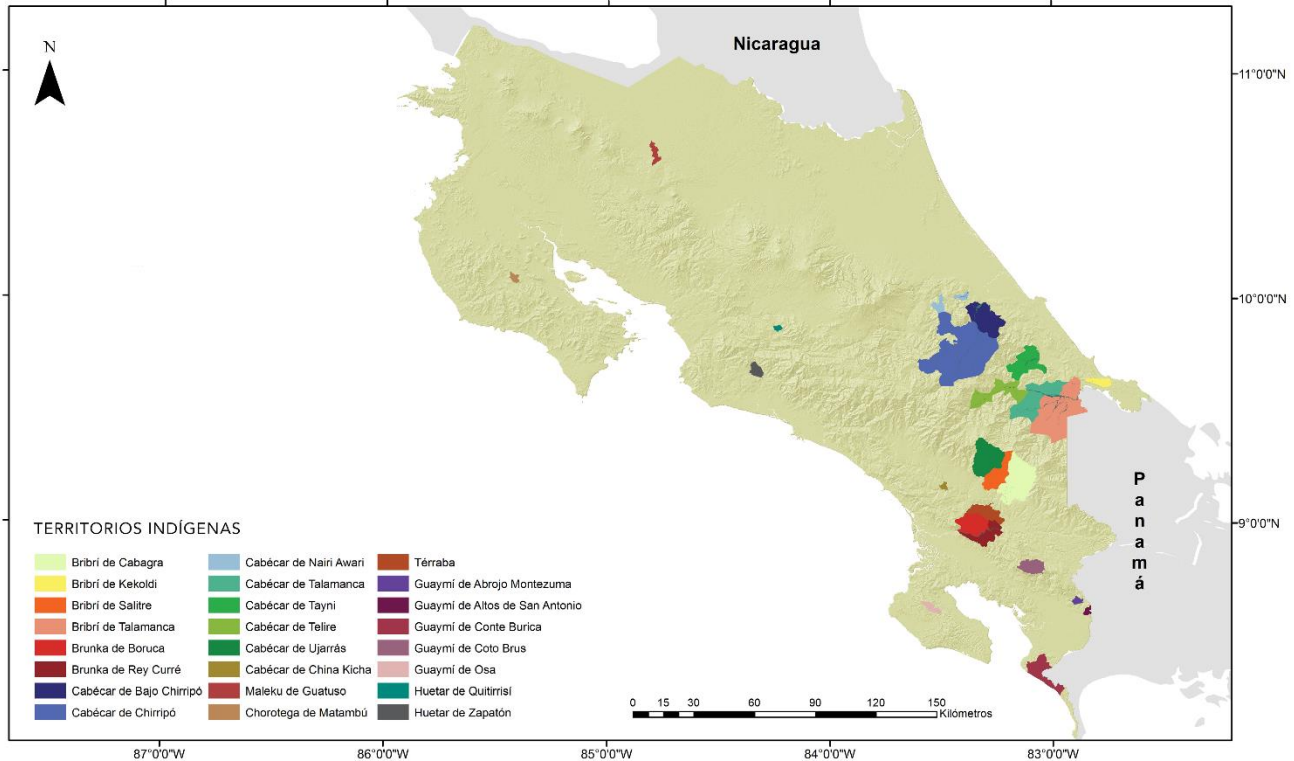 Nicaragua
N
11°0'0"N
10°0'0"N
9°0'0"N
Panamá
TERRITORIOS INDÍGENAS
Bribrí de Cabagra
Bribrí de Kekoldi
Bribrí de Salitre
Bribrí de Talamanca
Brunka de Boruca
Brunka de Rey Curré
Cabécar de Bajo Chirripó
Cabécar de Chirripó
Cabécar de Nairi Awari
Cabécar de Talamanca
Cabécar de Tayni
Cabécar de Telire
Cabécar de Ujarrás
Cabécar de China Kicha
Maleku de Guatuso
Chorotega de Matambú
Térraba
Guaymí de Abrojo Montezuma
Guaymí de Altos de San Antonio
Guaymí de Conte Burica
Guaymí de Coto Brus
Guaymí de Osa
Huetar de Quitirrisí
Huetar de Zapatón
0 15 30 60 90 120 150
Kilómetros
87°0'0"W 86°0'0"W 85°0'0"W 84°0'0"W 83°0'0"W